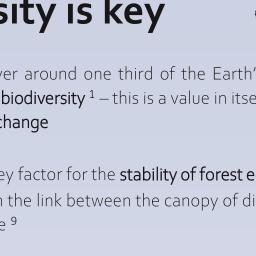 sity is key
ver around one third of the Earth'
biodiversity ¹ – this is a value in itse
change
ey factor for the stability of forest e
n the link between the canopy of di
e ⁹